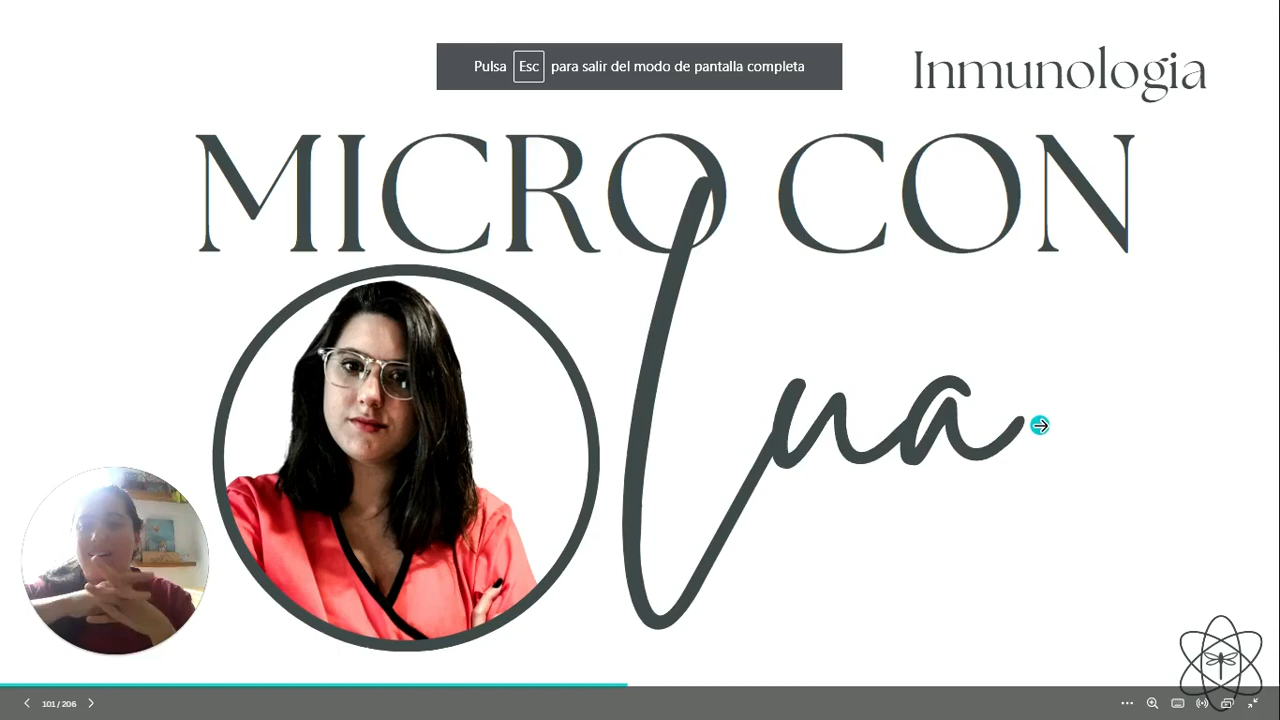 Pulsa Esc para salir del modo de pantalla completa
Inmunologia
MICRO CON
Lua
101 / 206